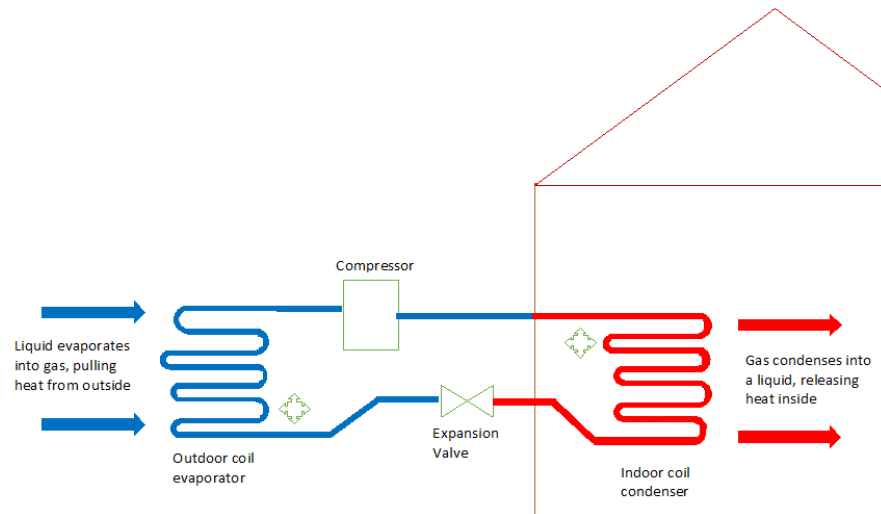 Compressor
Liquid evaporates
into gas, pulling
heat from outside
Gas condenses into
a liquid, releasing
heat inside
Expansion
Valve
Outdoor coil
evaporator
Indoor coil
condenser